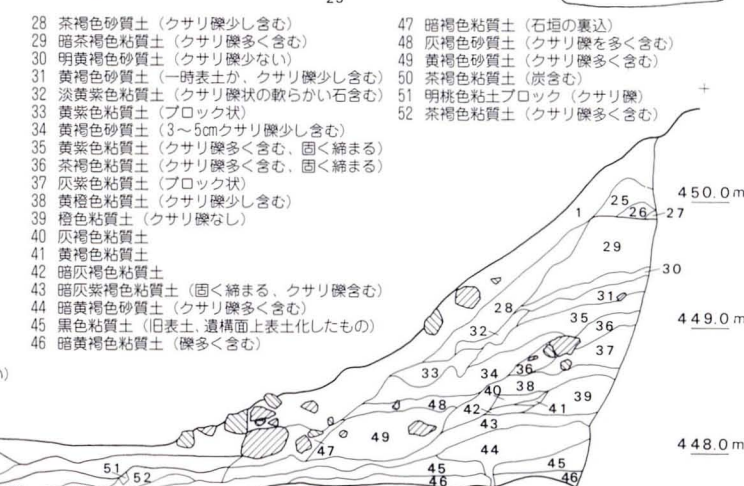 28 茶褐色砂質土（クサリ礫少し含む）
29 暗茶褐色粘質土（クサリ礫多く含む）
30 明黄褐色砂質土（クサリ礫少ない）
31 黄褐色砂質土（一時表土か、クサリ礫少し含む）
32 淡黄紫色粘質土（クサリ礫状の軟らかい石含む）
33 黄紫色粘質土（ブロック状）
34 黄褐色砂質土（3〜5cmクサリ礫少し含む）
35 黄紫色粘質土（クサリ礫多く含む、固く締まる）
36 茶褐色粘質土（クサリ礫多く含む、固く締まる）
37 灰紫色粘質土（ブロック状）
38 黄橙色粘質土（クサリ礫少し含む）
39 橙色粘質土（クサリ礫なし）
40 灰褐色粘質土
41 黄褐色粘質土
42 暗灰褐色粘質土
43 暗灰紫褐色粘質土（固く締まる、クサリ礫含む）
44 暗黄褐色砂質土（クサリ礫多く含む）
45 黒色粘質土（旧表土、遺構面上表土化したもの）
46 暗黄褐色粘質土（礫多く含む）
47 暗褐色粘質土（石垣の裏込）
48 灰褐色砂質土（クサリ礫を多く含む）
49 黄褐色砂質土（クサリ礫多く含む）
50 茶褐色粘質土（炭含む）
51 明桃色粘土ブロック（クサリ礫）
52 茶褐色粘質土（クサリ礫多く含む）
450.0m
449.0m
448.0m
1
25
26
27
29
30
31
28
35
32
36
37
33
34
36
38
40
39
48
42
41
43
49
47
44
45
45
46
46
51
52